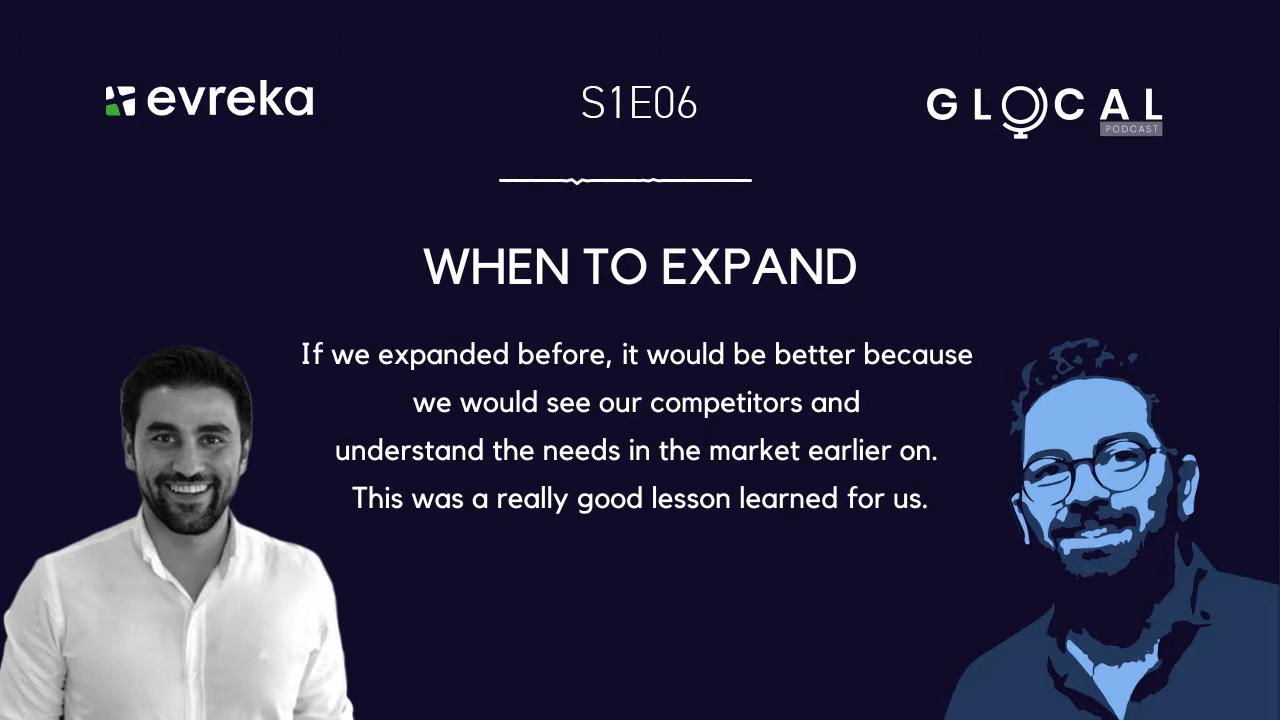 evreka
S1E06
GLOCAL
PODCAST
WHEN TO EXPAND
If we expanded before, it would be better because
we would see our competitors and
understand the needs in the market earlier on.
This was a really good lesson learned for us.